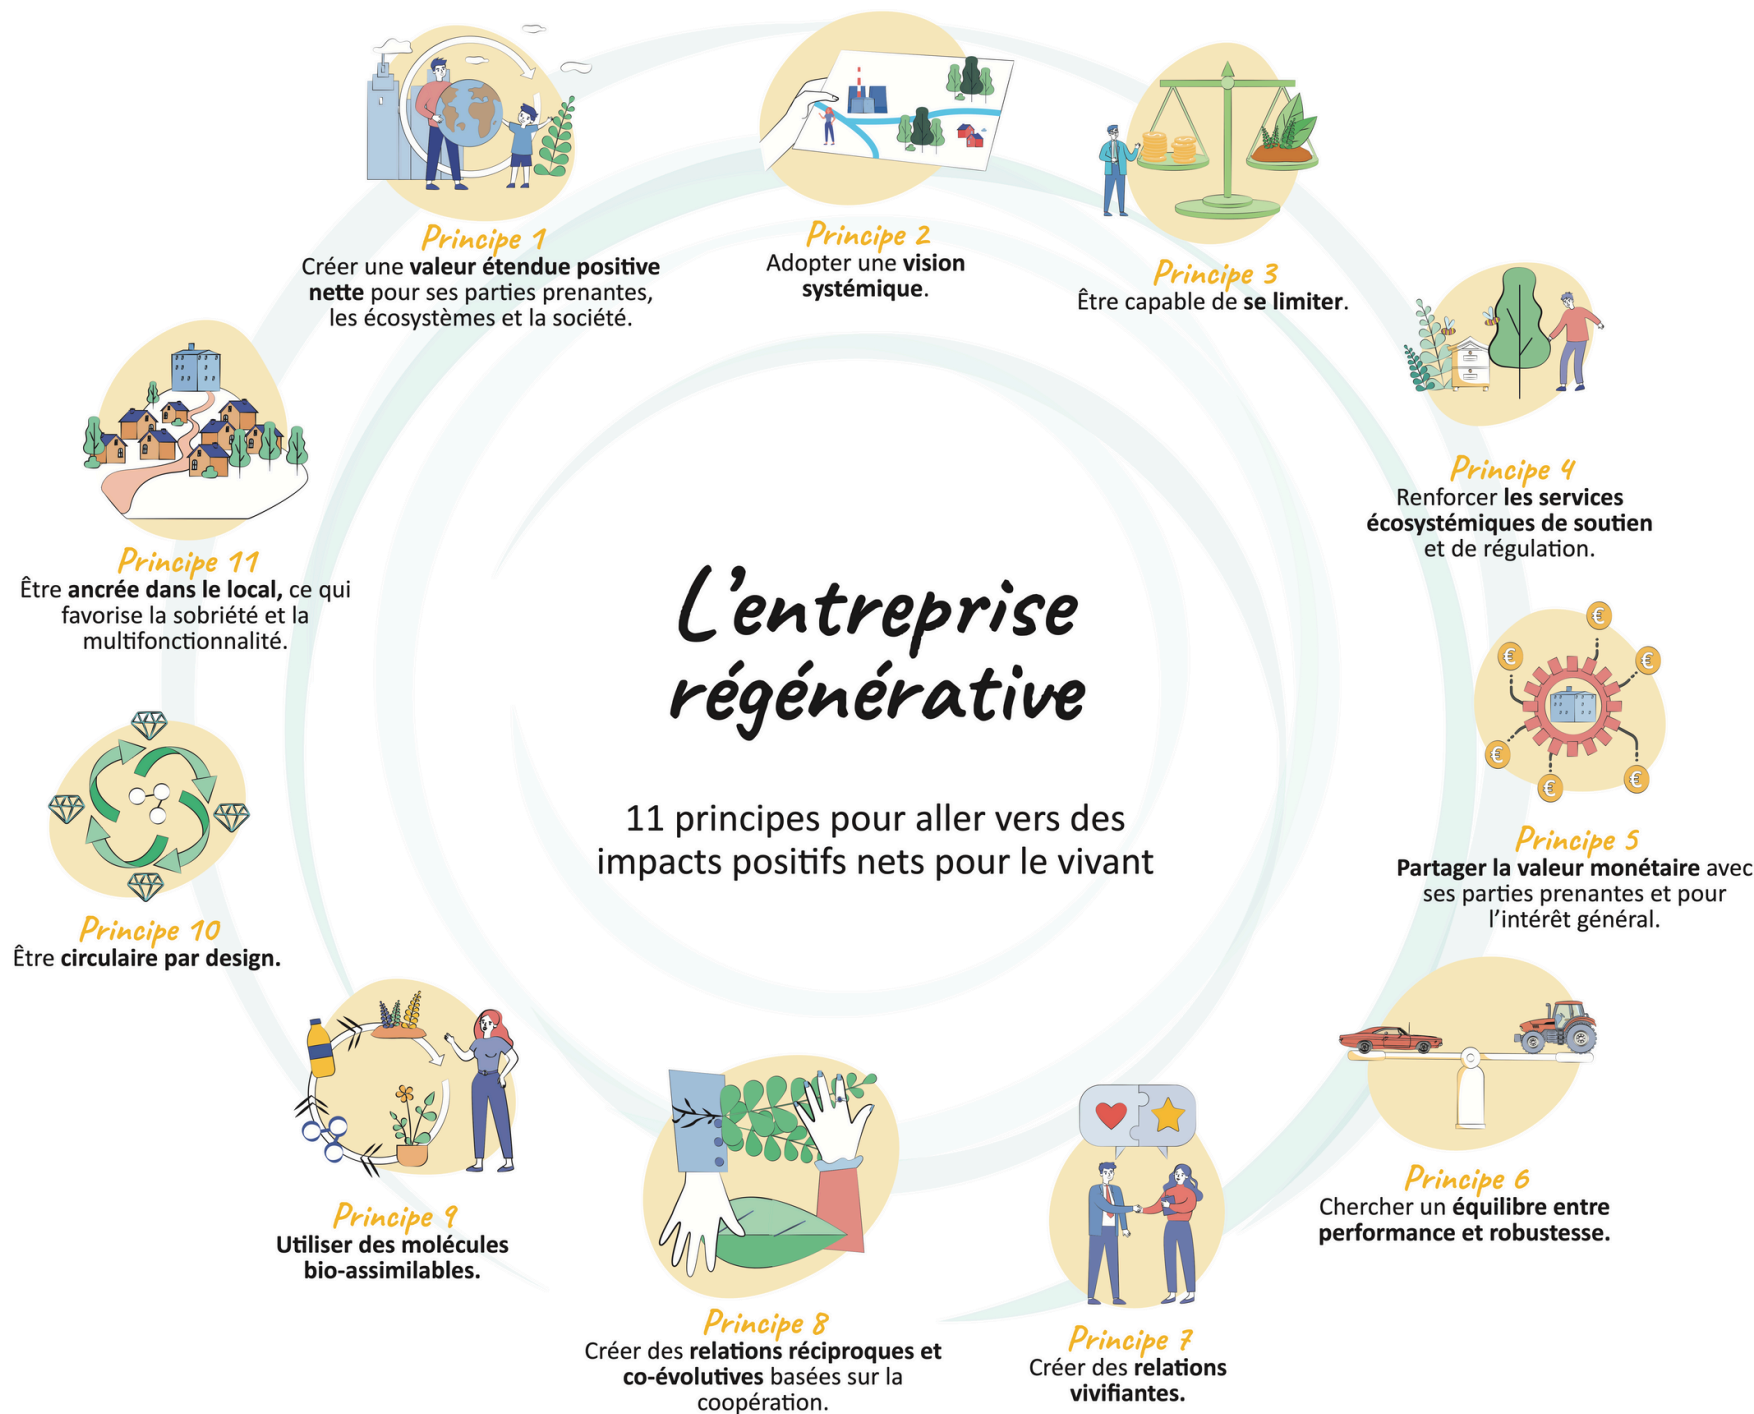 L'entreprise
régénérative
11 principes pour aller vers des
impacts positifs nets pour le vivant
Principe 1
Créer une valeur étendue positive
nette pour ses parties prenantes,
les écosystèmes et la société.
Principe 2
Adopter une vision
systémique.
Principe 3
Être capable de se limiter.
Principe 4
Renforcer les services
écosystémiques de soutien
et de régulation.
Principe 5
Partager la valeur monétaire avec
ses parties prenantes et pour
l'intérêt général.
Principe 6
Chercher un équilibre entre
performance et robustesse.
Principe 7
Créer des relations
vivifiantes.
Principe 8
Créer des relations réciproques et
co-évolutives basées sur la
coopération.
Principe 9
Utiliser des molécules
bio-assimilables.
Principe 10
Être circulaire par design.
Principe 11
Être ancrée dans le local, ce qui
favorise la sobriété et la
multifonctionnalité.
€
€
€
€
€
€